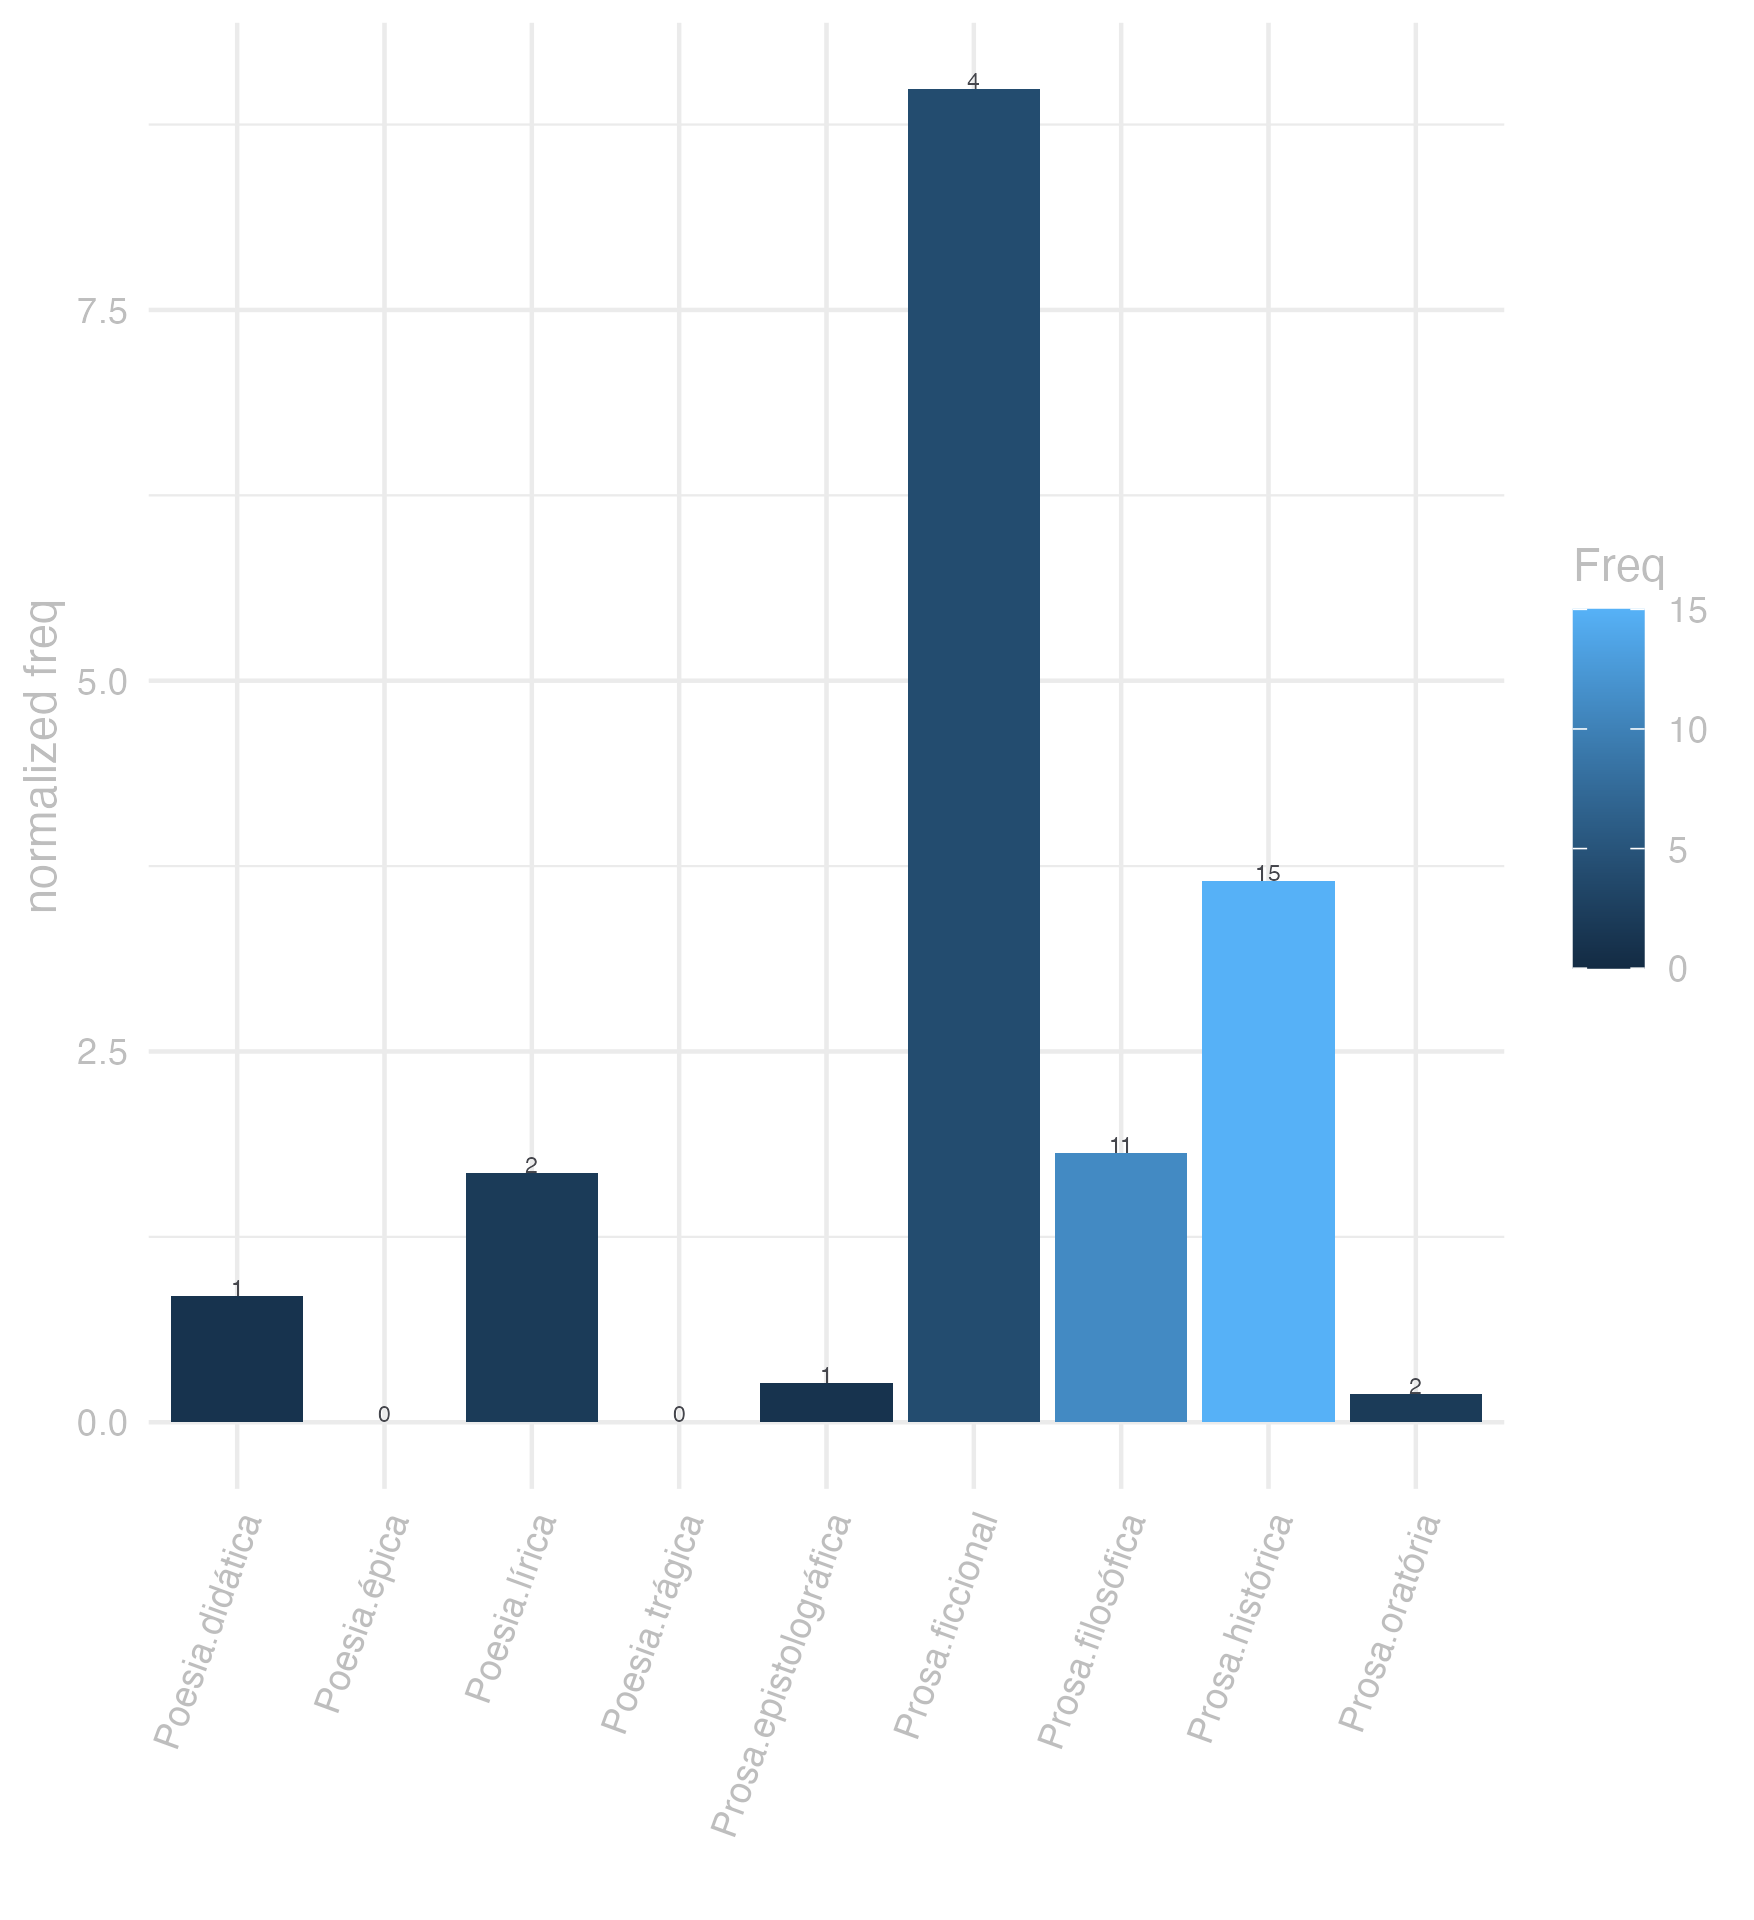 4
7.5
Freq
15
normalized freq
5.0
10
5
15
0
2.5
11
2
1
1
2
0
0
0.0
Poesia.didática
Poesia.épica
Poesia.lírica
Poesia.trágica
Prosa.epistolográfica
Prosa.ficcional
Prosa.filosófica
Prosa.histórica
Prosa.oratória